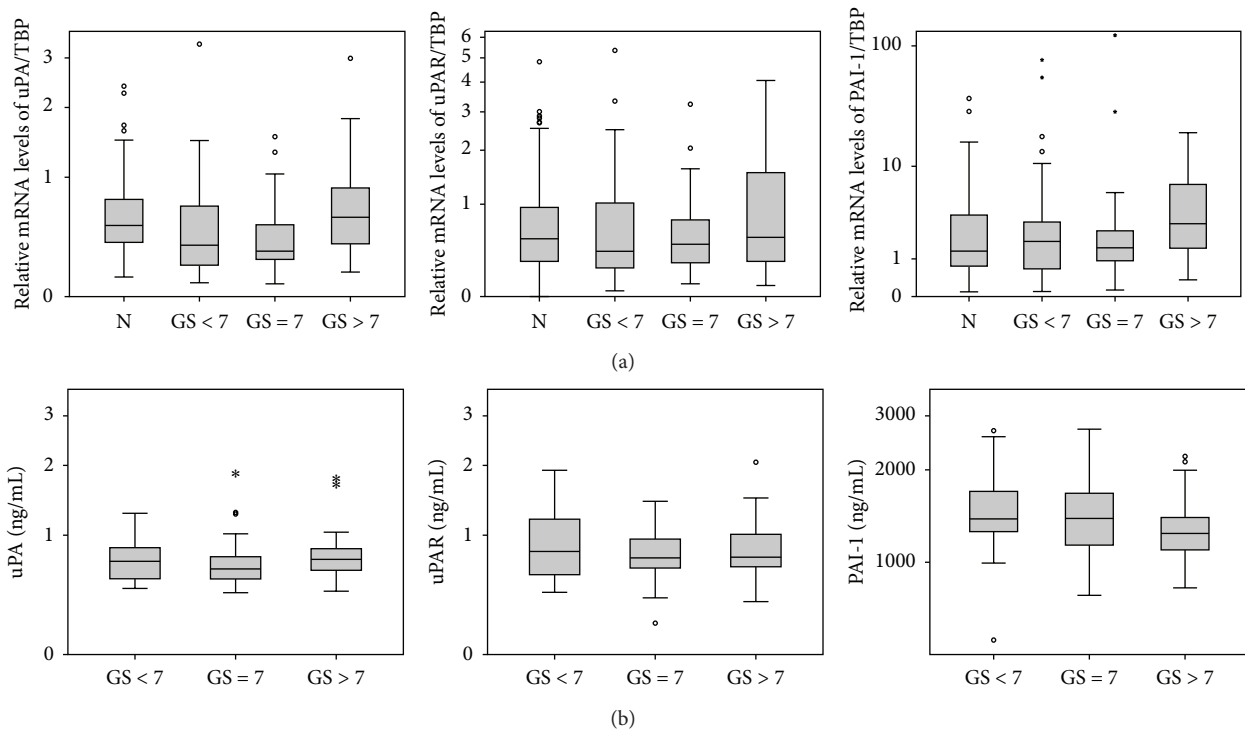 Relative mRNA levels of uPA/TBP
3
2
1
0
N GS < 7 GS = 7 GS > 7
Relative mRNA levels of uPAR/TBP
6
5
4
3
2
1
0
N GS < 7 GS = 7 GS > 7
Relative mRNA levels of PAI-1/TBP
100
10
1
0
N GS < 7 GS = 7 GS > 7
(a)
uPA (ng/mL)
3
2
1
0
GS < 7 GS = 7 GS > 7
uPAR (ng/mL)
3
2
1
0
GS < 7 GS = 7 GS > 7
PAI-1 (ng/mL)
3000
2000
1000
GS < 7 GS = 7 GS > 7
(b)